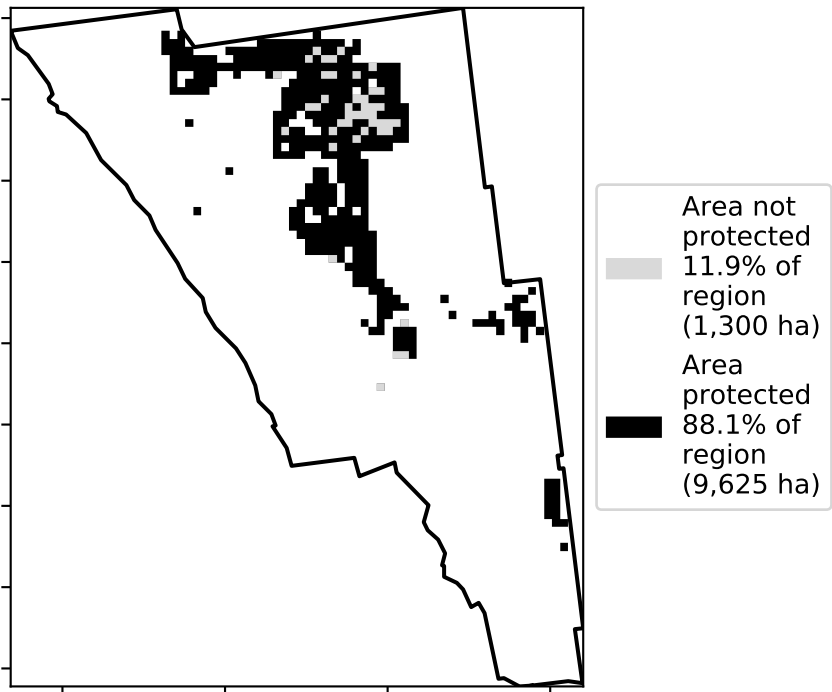 Area not
protected
11.9% of
region
(1,300 ha)
Area
protected
88.1% of
region
(9,625 ha)